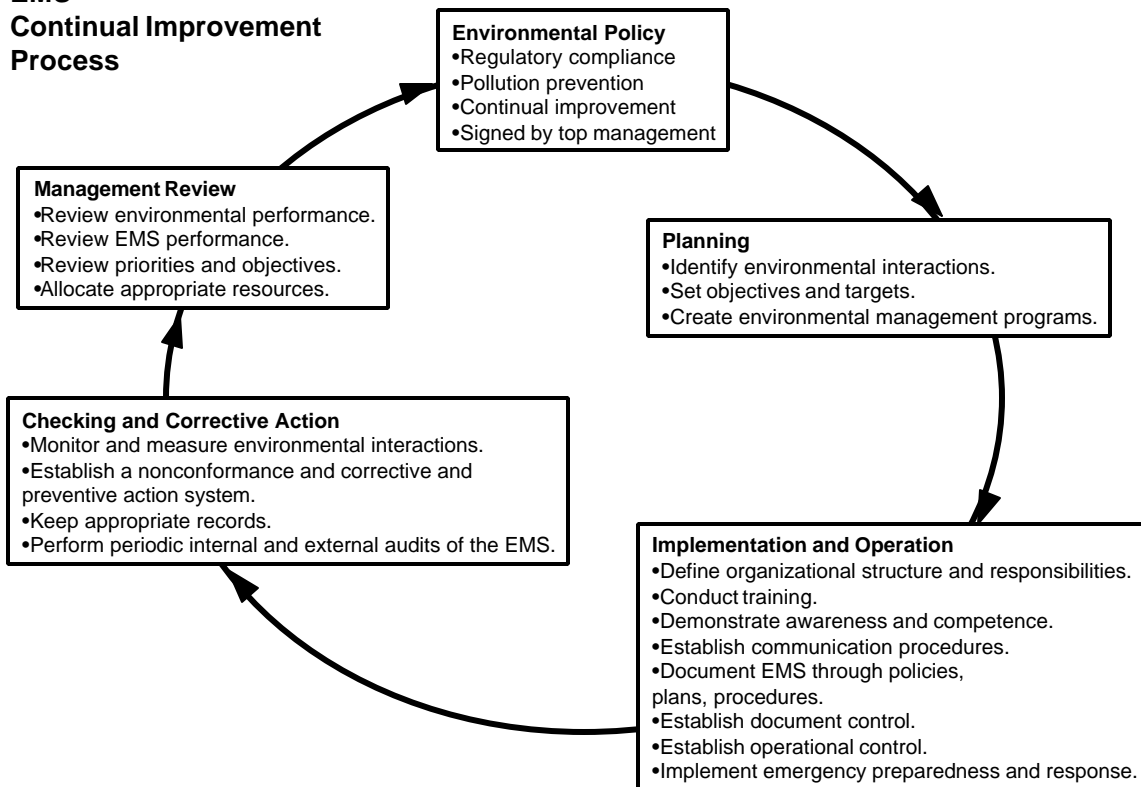 EMS
Continual Improvement
Process
Environmental Policy
•Regulatory compliance
•Pollution prevention
•Continual improvement
•Signed by top management
Planning
•Identify environmental interactions.
•Set objectives and targets.
•Create environmental management programs.
Implementation and Operation
•Define organizational structure and responsibilities.
•Conduct training.
•Demonstrate awareness and competence.
•Establish communication procedures.
•Document EMS through policies,
plans, procedures.
•Establish document control.
•Establish operational control.
•Implement emergency preparedness and response.
Checking and Corrective Action
•Monitor and measure environmental interactions.
•Establish a nonconformance and corrective and
preventive action system.
•Keep appropriate records.
•Perform periodic internal and external audits of the EMS.
Management Review
•Review environmental performance.
•Review EMS performance.
•Review priorities and objectives.
•Allocate appropriate resources.